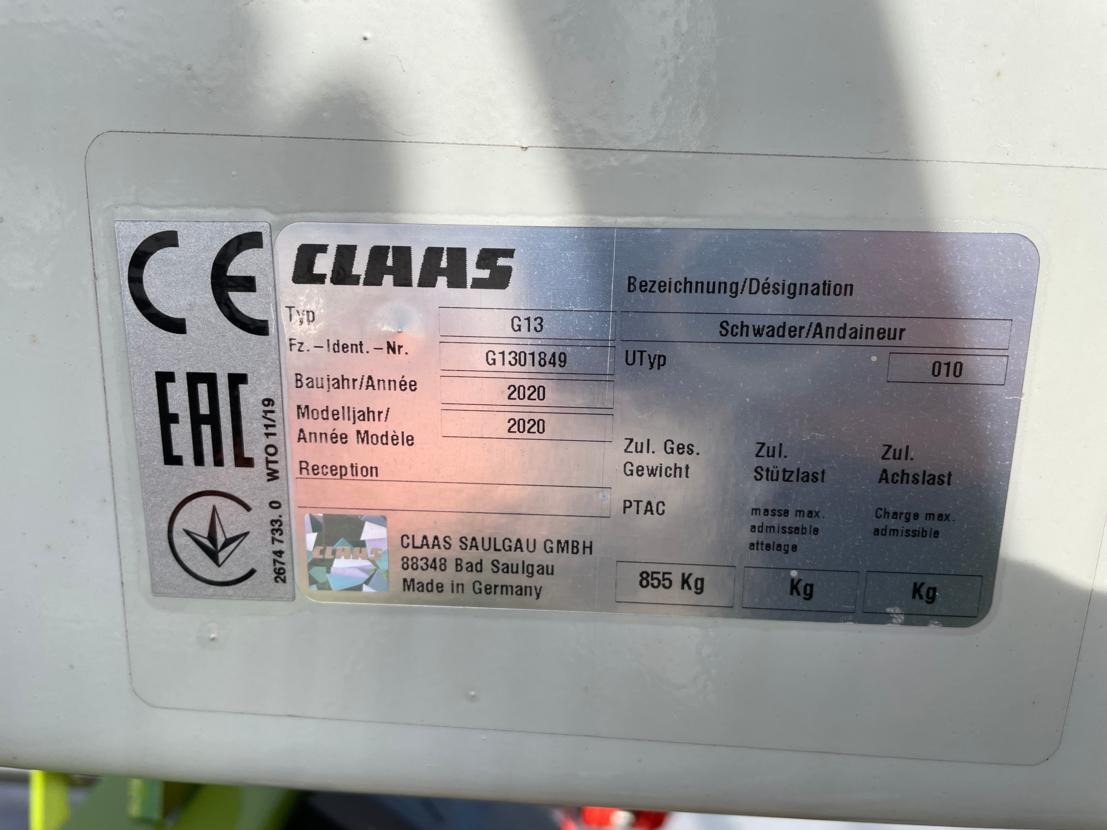 CE
EAC
2674 733. 0 WTO 11/19
CLAAS
Typ G13
Fz.-Ident.-Nr. G1301849
Baujahr/Année 2020
Modelljahr/
Année Modèle 2020
Reception
CLAAS
CLAAS SAULGAU GMBH
88348 Bad Saulgau
Made in Germany
Bezeichnung/Désignation
Schwader/Andaineur
UTyp 010
Zul. Ges.
Gewicht
PTAC
855 Kg
Zul.
Stützlast
masse max.
admissable
attelage
Kg
Zul.
Achslast
Charge max.
admissible
Kg